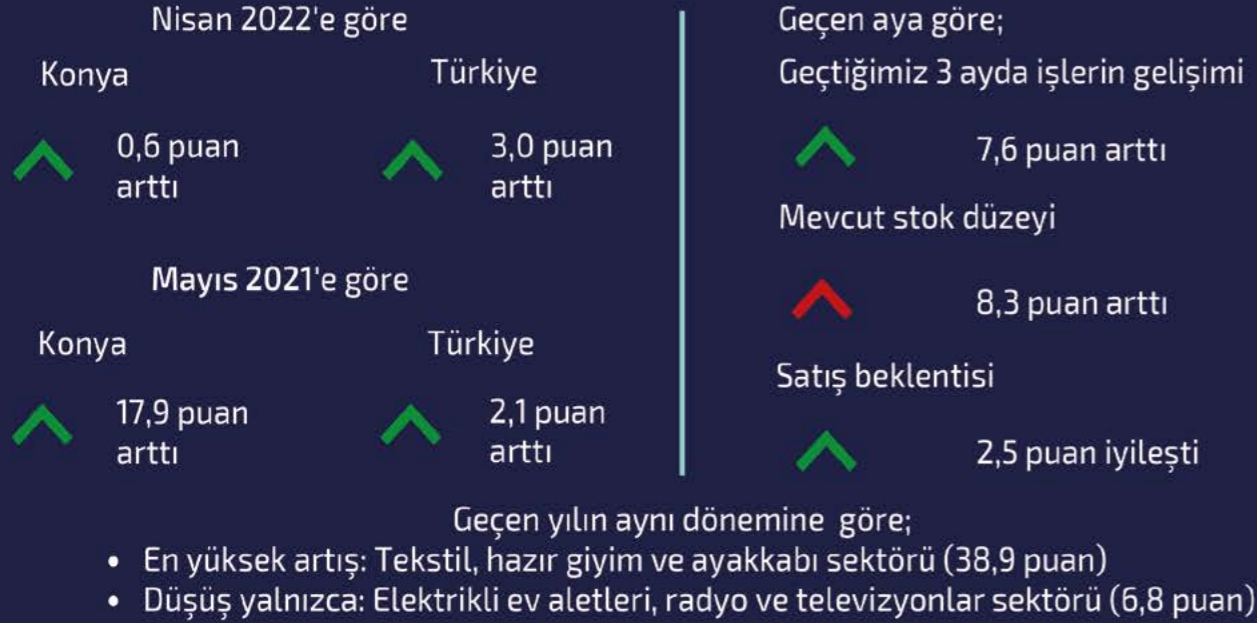 Nisan 2022'e göre
Konya
Türkiye
0,6 puan
arttı
3,0 puan
arttı
Mayıs 2021'e göre
Konya
Türkiye
17,9 puan
arttı
2,1 puan
arttı
Geçen aya göre;
Geçtiğimiz 3 ayda işlerin gelişimi
7,6 puan arttı
Mevcut stok düzeyi
8,3 puan arttı
Satış beklentisi
2,5 puan iyileşti
Geçen yılın aynı dönemine göre;
• En yüksek artış: Tekstil, hazır giyim ve ayakkabı sektörü (38,9 puan)
• Düşüş yalnızca: Elektrikli ev aletleri, radyo ve televizyonlar sektörü (6,8 puan)